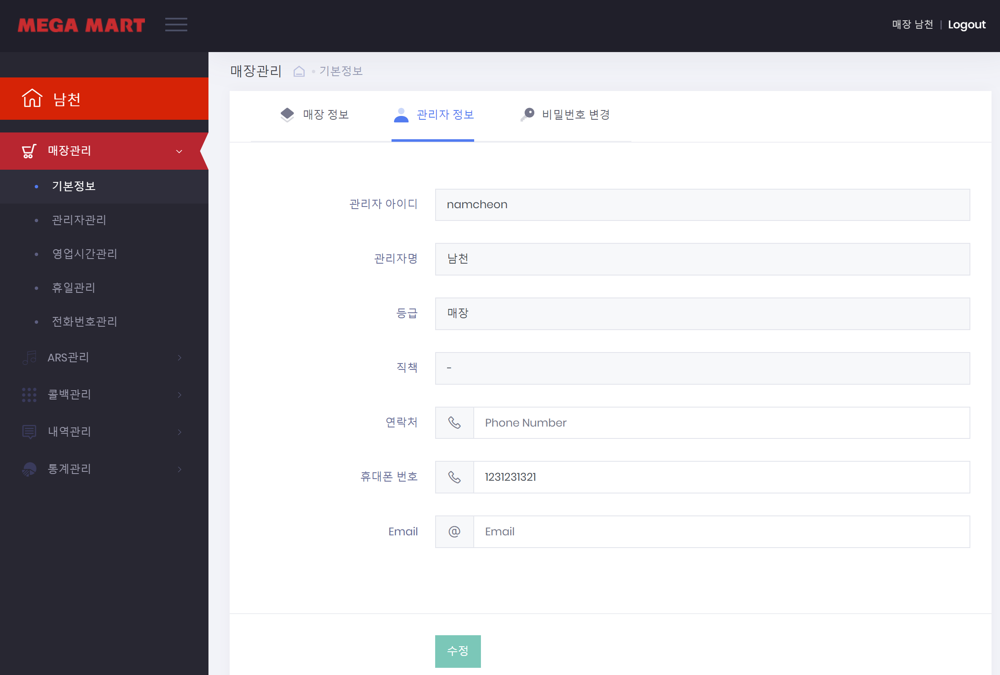 MEGA MART
매장 남천 | Logout
남천
매장관리
기본정보
관리자관리
영업시간관리
휴일관리
전화번호관리
ARS관리
콜백관리
내역관리
통계관리
매장관리 • 기본정보
매장 정보
관리자 정보
비밀번호 변경
관리자 아이디 namcheon
관리자명 남천
등급 매장
직책 -
연락처 Phone Number
휴대폰 번호 1231231321
Email @ Email
수정